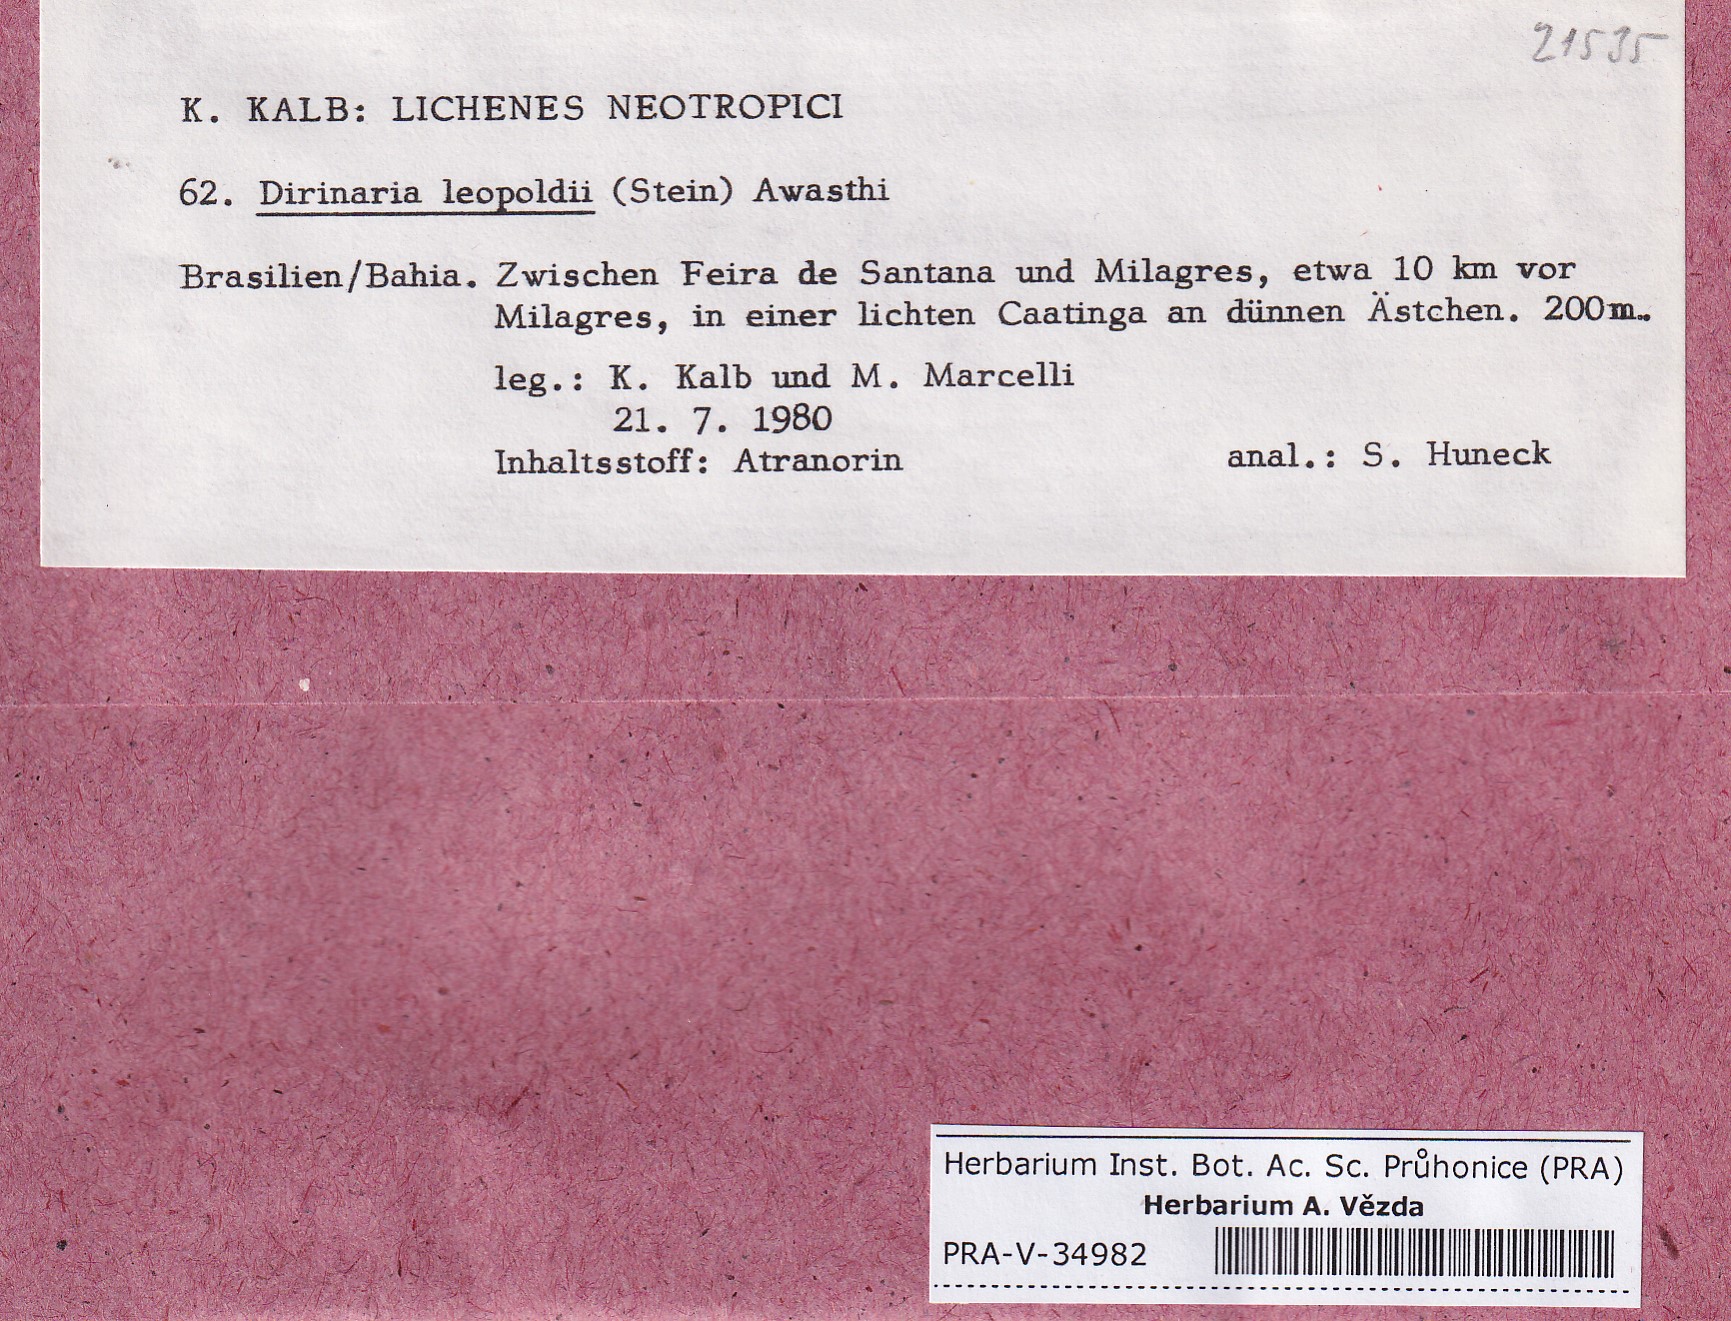 21535
K. KALB: LICHENES NEOTROPICI
62. Dirinaria leopoldii (Stein) Awasthi
Brasilien/Bahia. Zwischen Feira de Santana und Milagres, etwa 10 km vor
Milagres, in einer lichten Caatinga an dünnen Ästchen. 200m..
leg.: K. Kalb und M. Marcelli
21. 7. 1980
Inhaltsstoff: Atranorin anal.: S. Huneck
Herbarium Inst. Bot. Ac. Sc. Průhonice (PRA)
Herbarium A. Vězda
PRA-V-34982